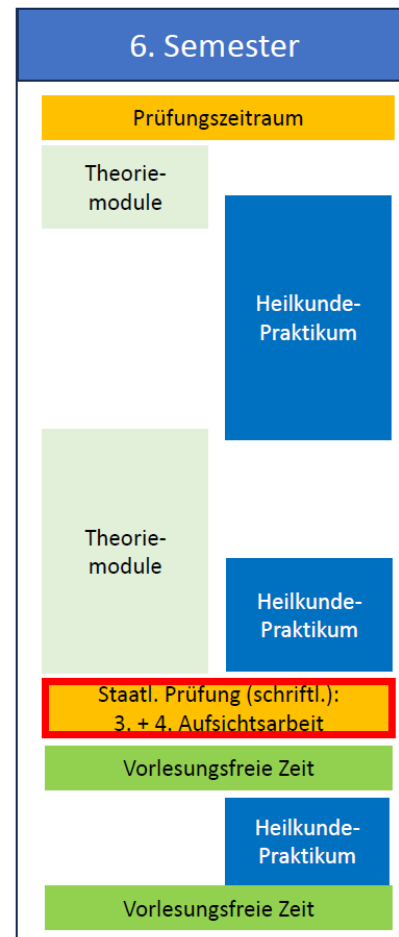 6. Semester
Prüfungszeitraum
Theorie-
module
Heilkunde-
Praktikum
Theorie-
module
Heilkunde-
Praktikum
Staatl. Prüfung (schriftl.):
3. + 4. Aufsichtsarbeit
Vorlesungsfreie Zeit
Heilkunde-
Praktikum
Vorlesungsfreie Zeit